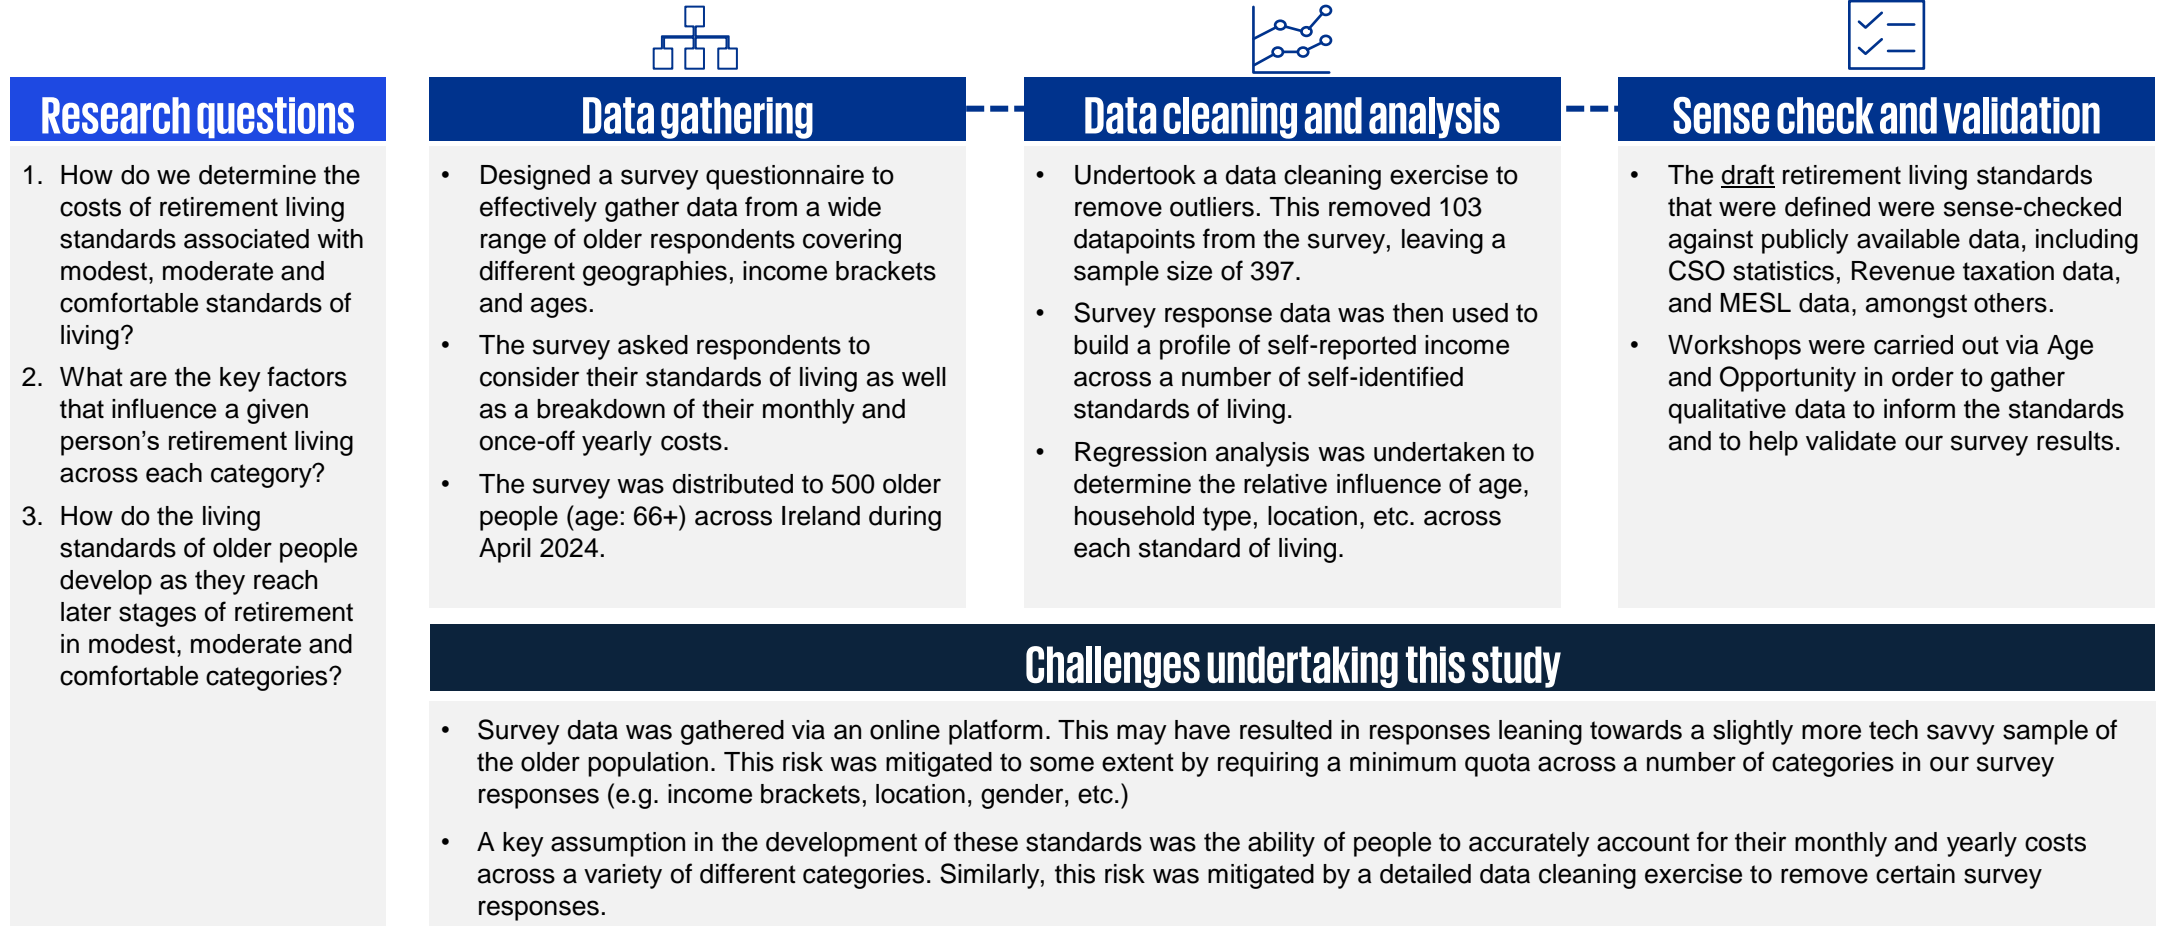 Research questions
1. How do we determine the
costs of retirement living
standards associated with
modest, moderate and
comfortable standards of
living?
2. What are the key factors
that influence a given
person’s retirement living
across each category?
3. How do the living
standards of older people
develop as they reach
later stages of retirement
in modest, moderate and
comfortable categories?
Data gathering
• Designed a survey questionnaire to
effectively gather data from a wide
range of older respondents covering
different geographies, income brackets
and ages.
• The survey asked respondents to
consider their standards of living as well
as a breakdown of their monthly and
once-off yearly costs.
• The survey was distributed to 500 older
people (age: 66+) across Ireland during
April 2024.
Data cleaning and analysis
• Undertook a data cleaning exercise to
remove outliers. This removed 103
datapoints from the survey, leaving a
sample size of 397.
• Survey response data was then used to
build a profile of self-reported income
across a number of self-identified
standards of living.
• Regression analysis was undertaken to
determine the relative influence of age,
household type, location, etc. across
each standard of living.
Sense check and validation
• The draft retirement living standards
that were defined were sense-checked
against publicly available data, including
CSO statistics, Revenue taxation data,
and MESL data, amongst others.
• Workshops were carried out via Age
and Opportunity in order to gather
qualitative data to inform the standards
and to help validate our survey results.
Challenges undertaking this study
• Survey data was gathered via an online platform. This may have resulted in responses leaning towards a slightly more tech savvy sample of
the older population. This risk was mitigated to some extent by requiring a minimum quota across a number of categories in our survey
responses (e.g. income brackets, location, gender, etc.)
• A key assumption in the development of these standards was the ability of people to accurately account for their monthly and yearly costs
across a variety of different categories. Similarly, this risk was mitigated by a detailed data cleaning exercise to remove certain survey
responses.